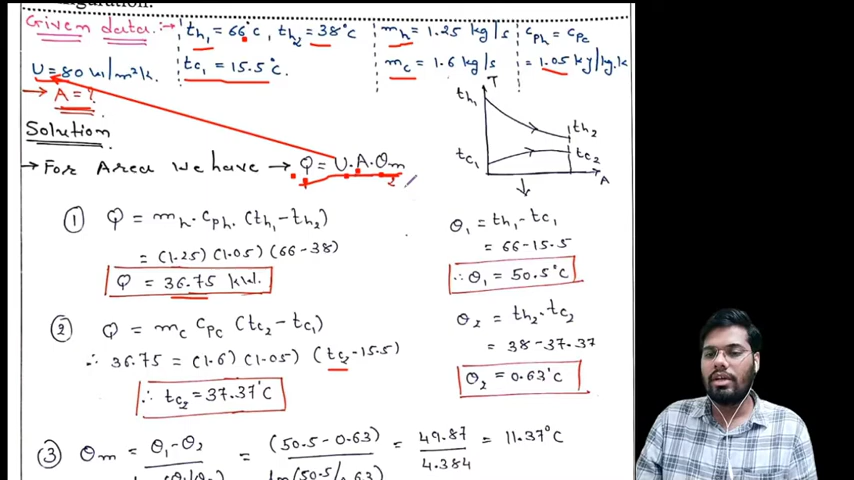 Given data :→ th₁ = 66°C, th₂ = 38°C
mh = 1.25 kg/s
cph = cpc
tc₁ = 15.5°C.
mc = 1.6 kg/s
= 1.05 kJ/kg.k
U = 80 W/m²k.
→ A = ?
Solution
→ For Area we have → Q = U.A.θm
T
th₁
th₂
tc₁
tc₂
A
① Q = mh. cph. (th₁-th₂)
= (1.25) (1.05) (66-38)
Q = 36.75 kW.
② Q = mc cpc (tc₂ - tc₁)
∴ 36.75 = (1.6) (1.05) (tc₂ - 15.5)
∴ tc₂ = 37.37°C
θ₁ = th₁ - tc₁
= 66-15.5
∴ θ₁ = 50.5°C
θ₂ = th₂ - tc₂
= 38-37.37
θ₂ = 0.63°C
③ θm = θ₁-θ₂ / = (50.5-0.63) / ln(50.5/0.63) = 49.87 / 4.384 = 11.37°C